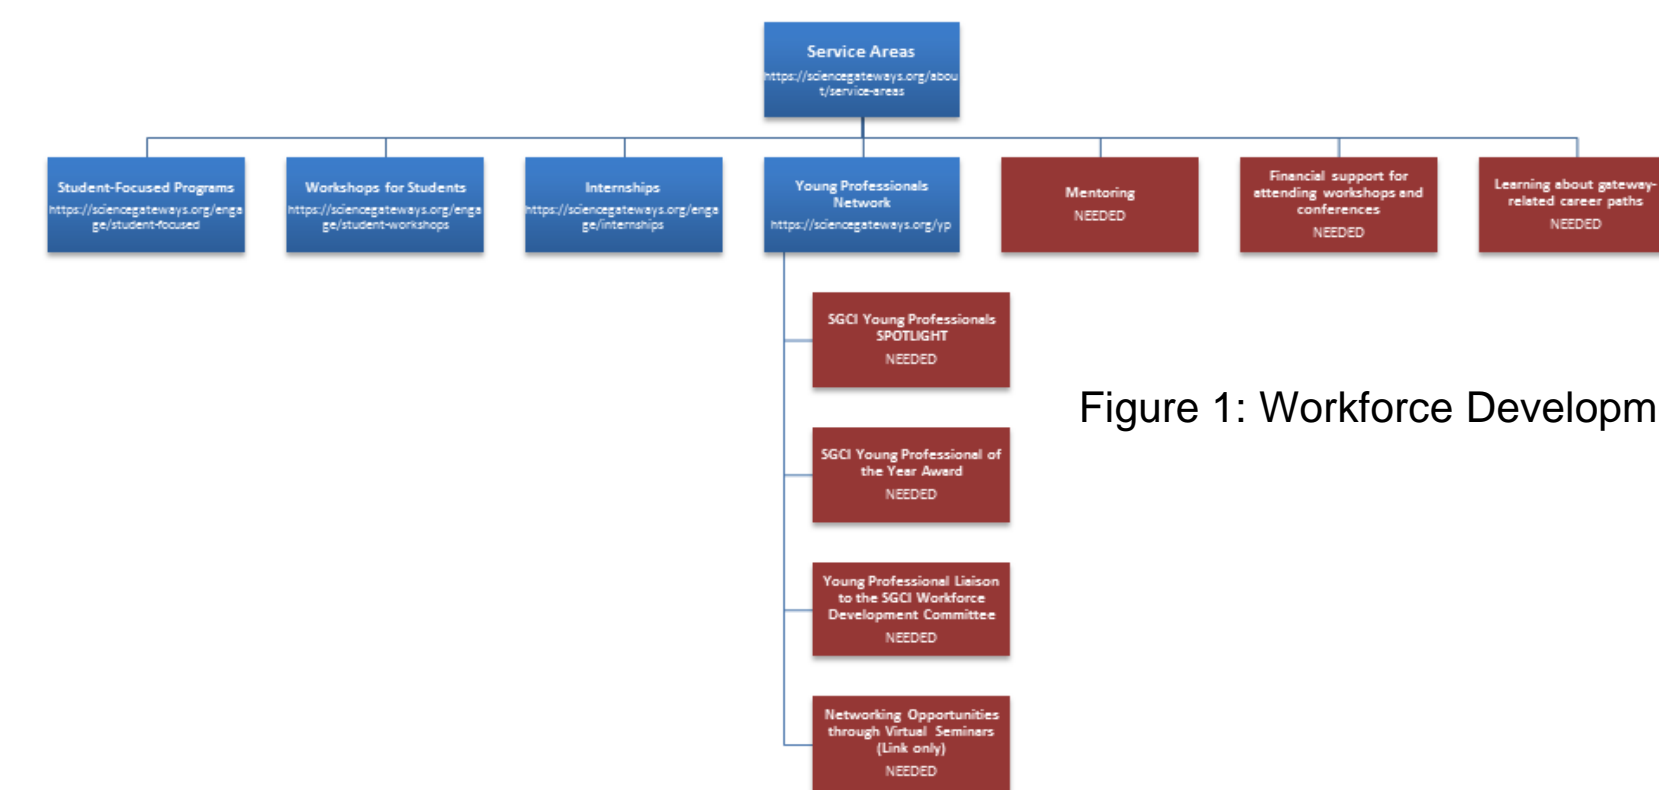 Service Areas
https://sciencegateways.org/abou
t/service-areas
Student-Focused Programs
https://sciencegateways.org/enga
ge/student-focused
Workshops for Students
https://sciencegateways.org/enga
ge/student-workshops
Internships
https://sciencegateways.org/enga
ge/internships
Young Professionals
Network
https://sciencegateways.org/yp
Mentoring
NEEDED
Financial support for
attending workshops and
conferences
NEEDED
Learning about gateway-
related career paths
NEEDED
SGCI Young Professionals
SPOTLIGHT
NEEDED
Figure 1: Workforce Developm
SGCI Young Professional of
the Year Award
NEEDED
Young Professional Liaison
to the SGCI Workforce
Development Committee
NEEDED
Networking Opportunities
through Virtual Seminars
(Link only)
NEEDED